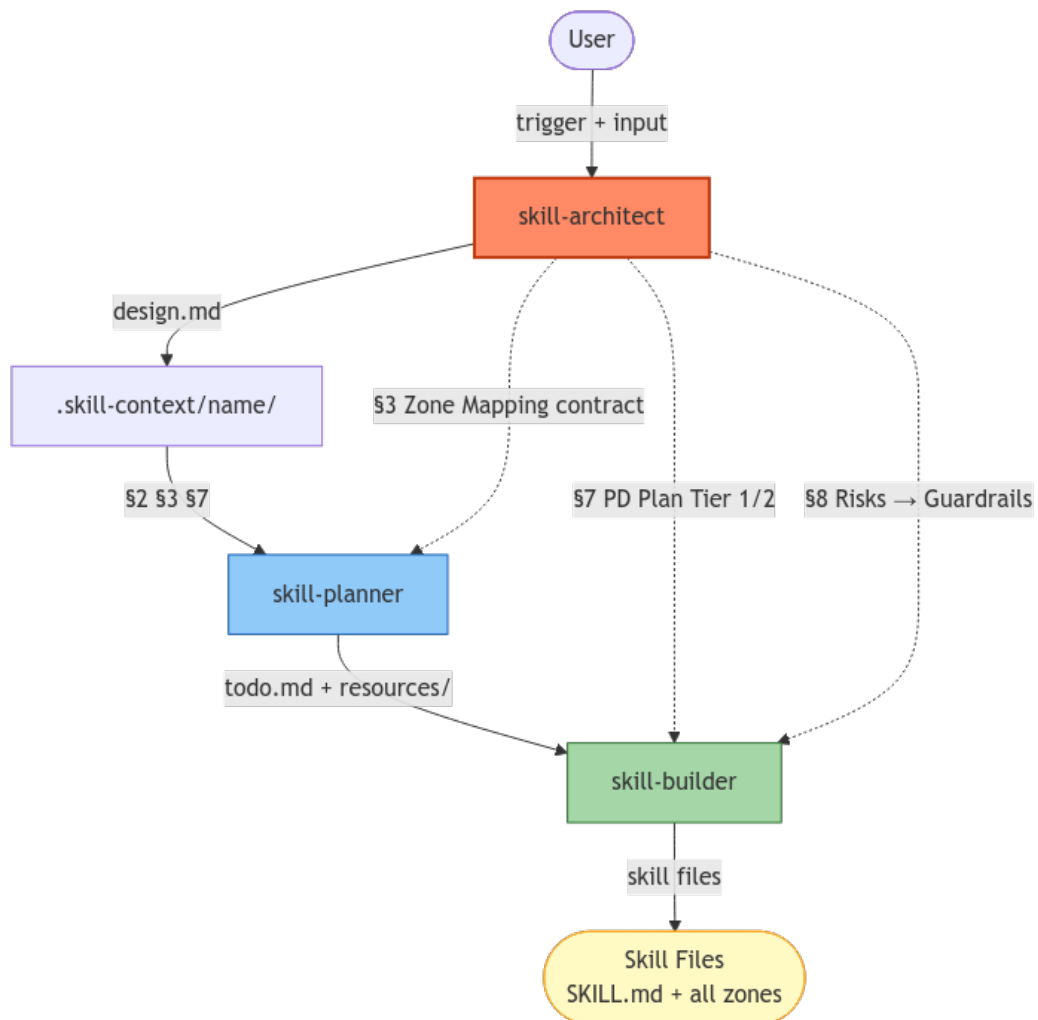 User
trigger + input
skill-architect
design.md
.skill-context/name/
§3 Zone Mapping contract
§2 §3 §7
§7 PD Plan Tier 1/2
§8 Risks → Guardrails
skill-planner
todo.md + resources/
skill-builder
skill files
Skill Files
SKILL.md + all zones